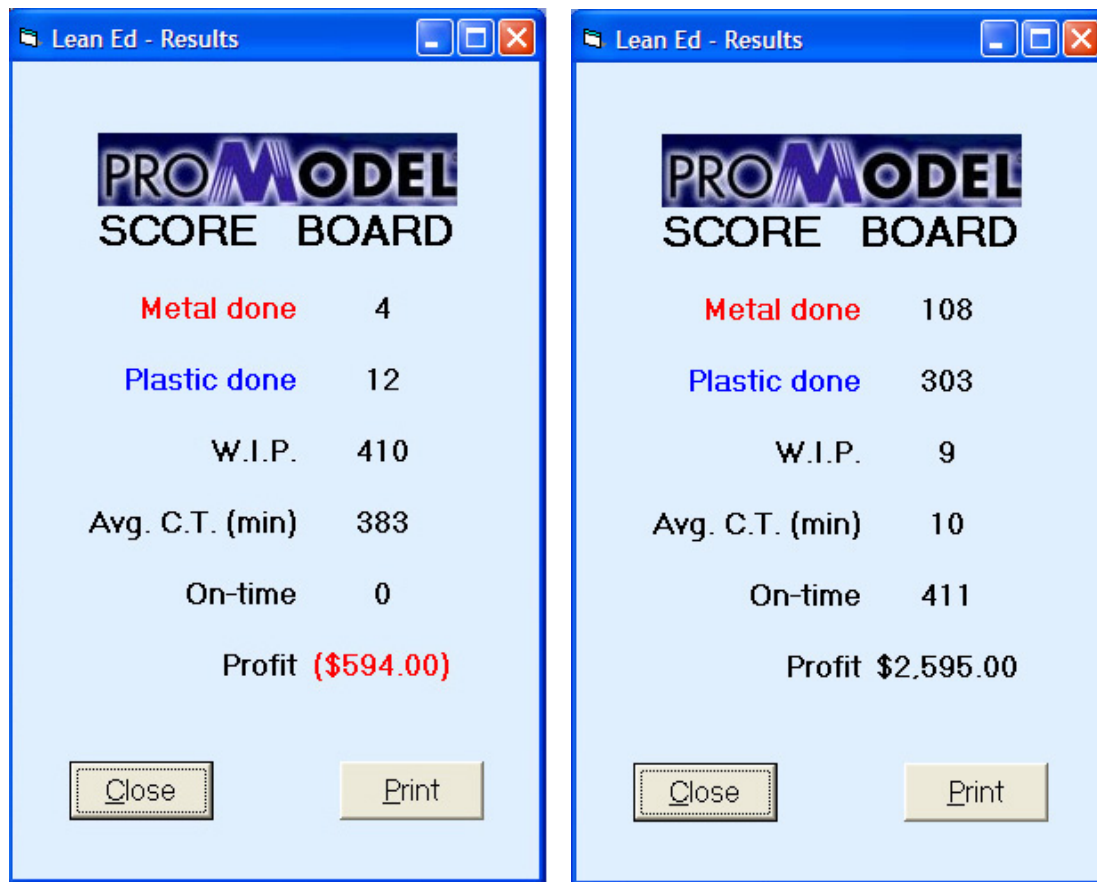 Lean Ed - Results
PROMODEL
SCORE BOARD
Metal done 4
Plastic done 12
W.I.P. 410
Avg. C.T. (min) 383
On-time 0
Profit ($594.00)
Close Print
Lean Ed - Results
PROMODEL
SCORE BOARD
Metal done 108
Plastic done 303
W.I.P. 9
Avg. C.T. (min) 10
On-time 411
Profit $2,595.00
Close Print